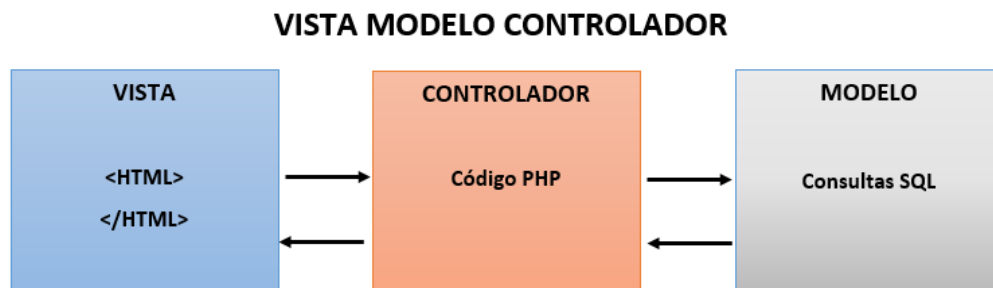 VISTA MODELO CONTROLADOR
VISTA
<HTML>
</HTML>
CONTROLADOR
Código PHP
MODELO
Consultas SQL